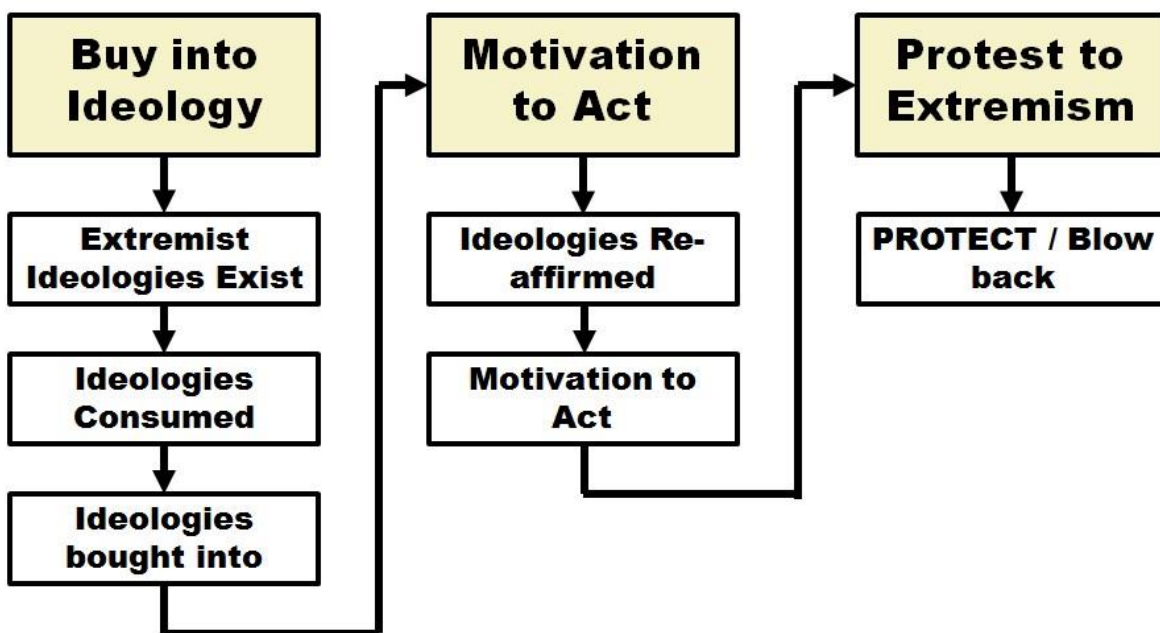 Buy into
Ideology
Extremist
Ideologies Exist
Ideologies
Consumed
Ideologies
bought into
Motivation
to Act
Ideologies Re-
affirmed
Motivation to
Act
Protest to
Extremism
PROTECT / Blow
back